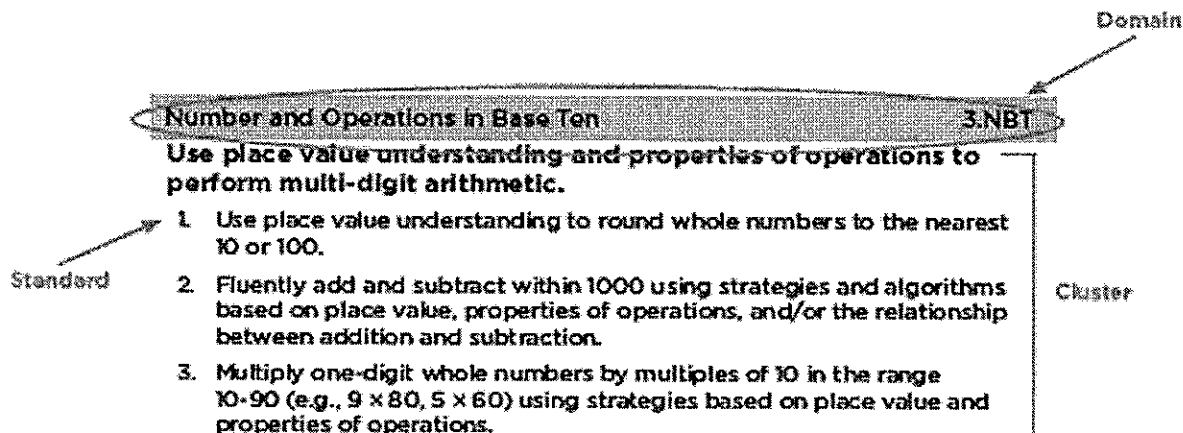 Domain
Number and Operations in Base Ten 3.NBT
Use place value understanding and properties of operations to
perform multi-digit arithmetic.
1. Use place value understanding to round whole numbers to the nearest
10 or 100.
Standard
2. Fluently add and subtract within 1000 using strategies and algorithms
based on place value, properties of operations, and/or the relationship
between addition and subtraction.
Cluster
3. Multiply one-digit whole numbers by multiples of 10 in the range
10-90 (e.g., 9 × 80, 5 × 60) using strategies based on place value and
properties of operations.